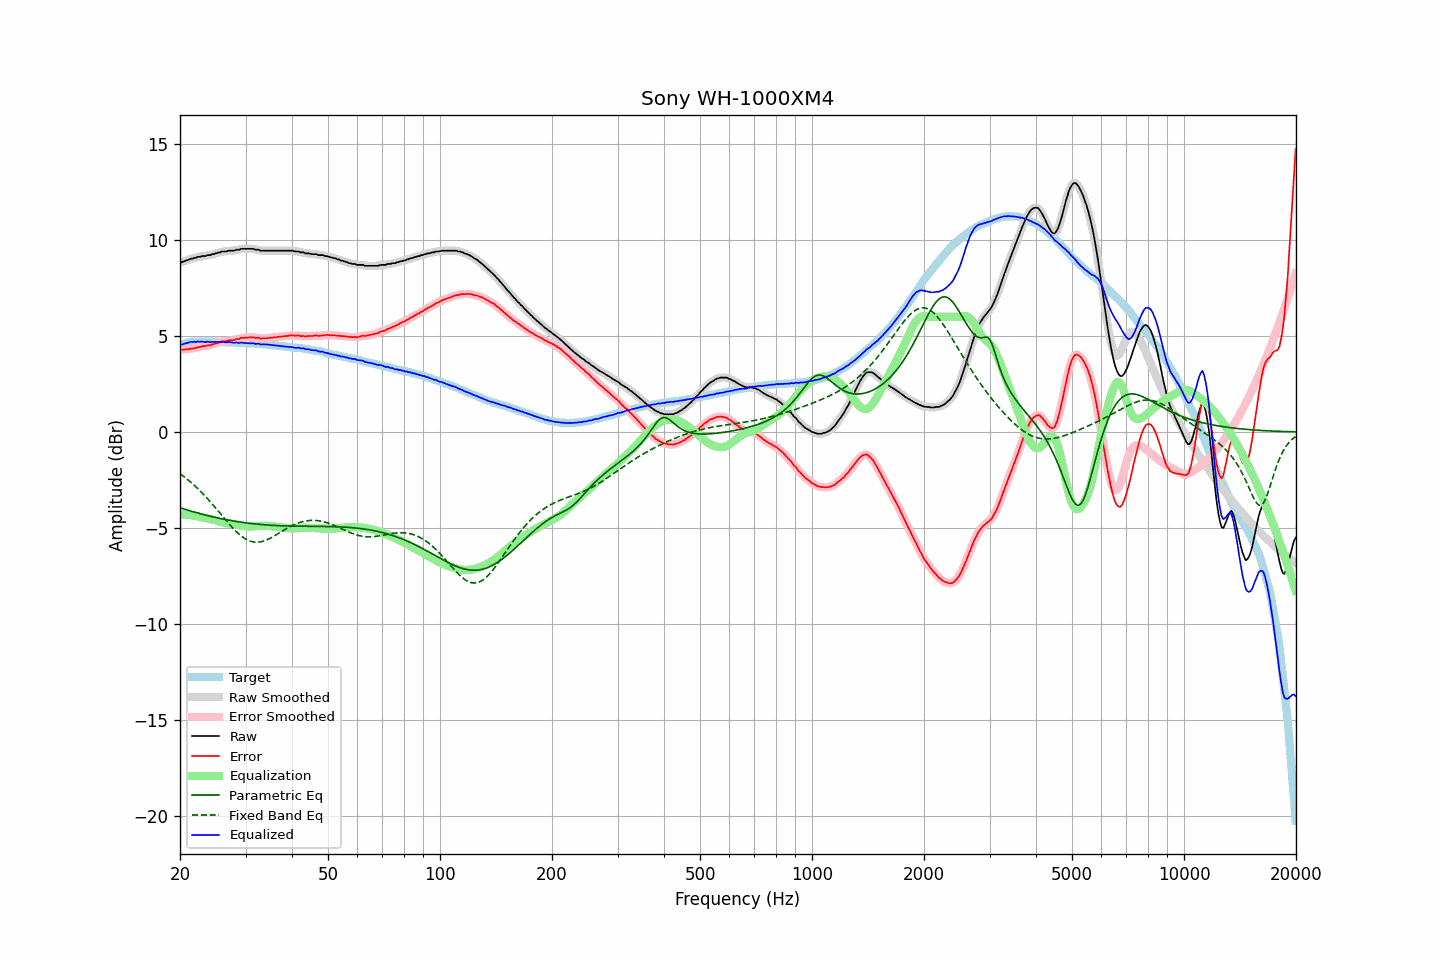 Sony WH-1000XM4
Amplitude (dBr)
15
10
5
0
−5
−10
−15
−20
Target
Raw Smoothed
Error Smoothed
Raw
Error
Equalization
Parametric Eq
Fixed Band Eq
Equalized
20 50 100 200 500 1000 2000 5000 10000 20000
Frequency (Hz)